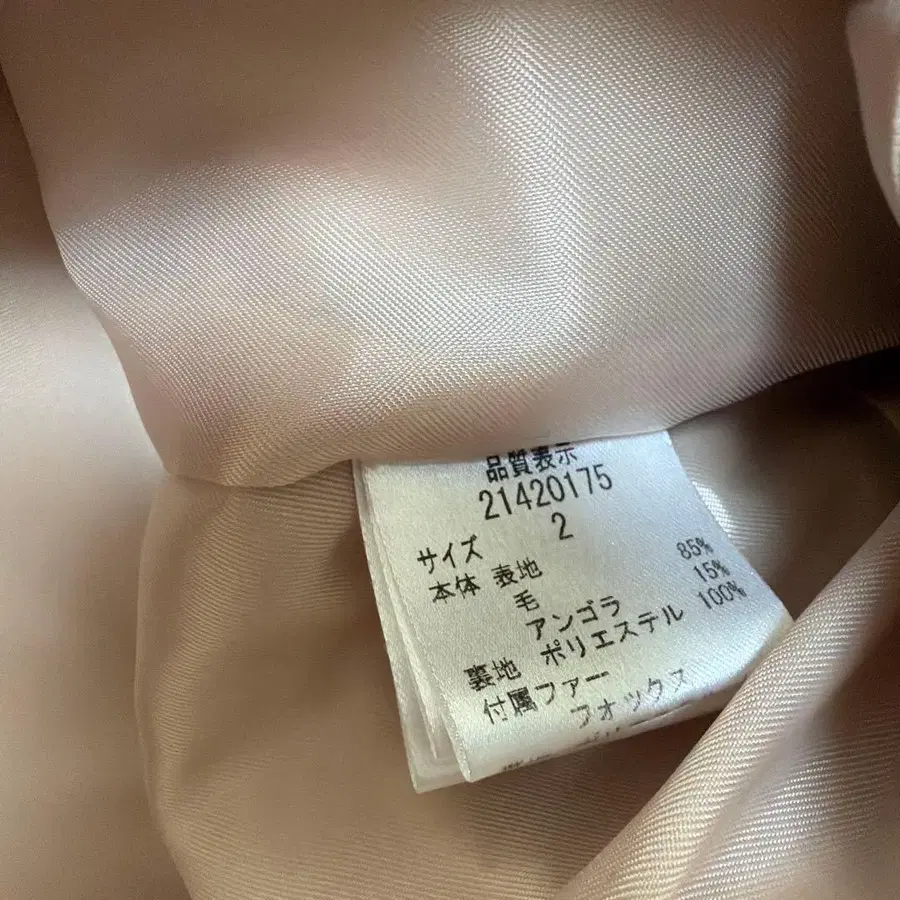 品質表示
21420175
サイズ 2
本体 表地
毛 85%
アンゴラ 15%
裏地 ポリエステル 100%
付属ファー
フォックス